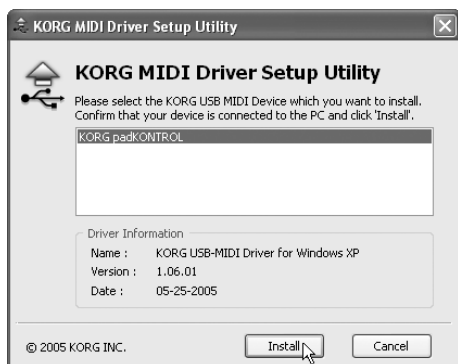 KORG MIDI Driver Setup Utility
KORG MIDI Driver Setup Utility
Please select the KORG USB MIDI Device which you want to install.
Confirm that your device is connected to the PC and click 'Install'.
KORG padKONTROL
Driver Information
Name : KORG USB-MIDI Driver for Windows XP
Version : 1.06.01
Date : 05-25-2005
© 2005 KORG INC.
Install
Cancel